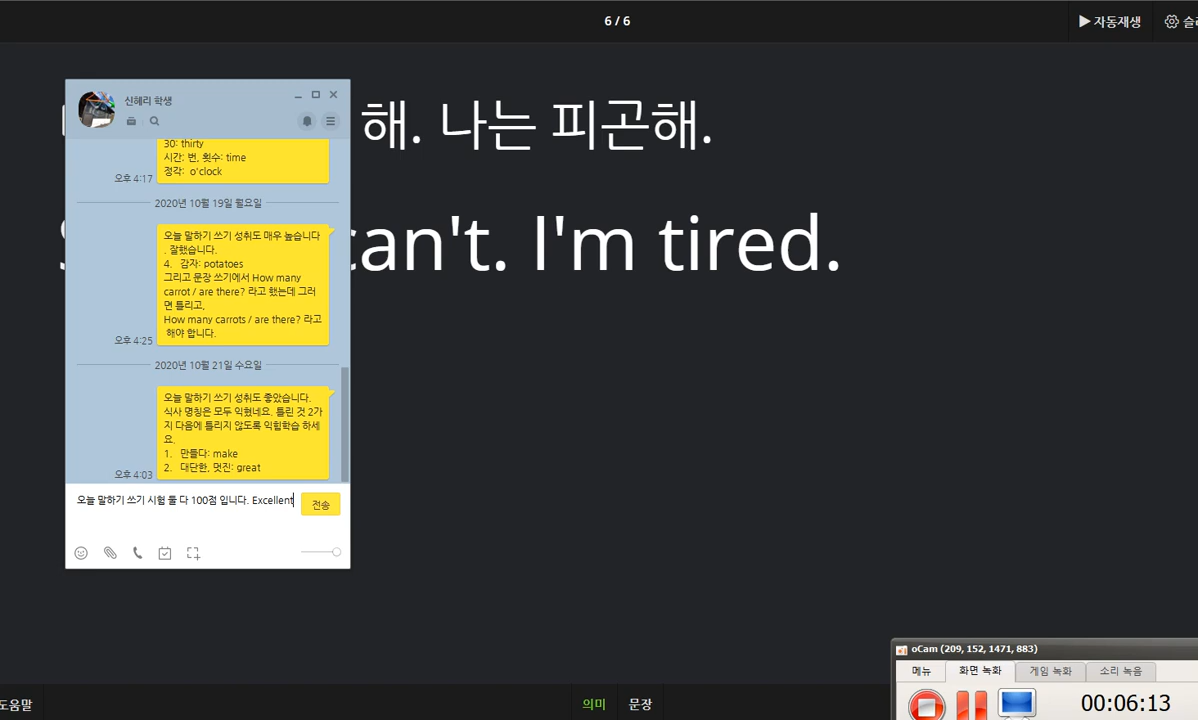 6 / 6
▶ 자동재생
슬
신혜리 학생
해. 나는 피곤해.
can't. I'm tired.
30: thirty
시간: 번, 횟수: time
정각: o'clock
오후 4:17
2020년 10월 19일 월요일
오늘 말하기 쓰기 성취도 매우 높습니다
. 잘했습니다.
4. 감자: potatoes
그리고 문장 쓰기에서 How many
carrot / are there? 라고 했는데 그러
면 틀리고,
How many carrots / are there? 라고
해야 합니다.
오후 4:25
2020년 10월 21일 수요일
오늘 말하기 쓰기 성취도 좋았습니다.
식사 명칭은 모두 익혔네요. 틀린 것 2가
지 다음에 틀리지 않도록 익힘학습 하세
요.
1. 만들다: make
2. 대단한, 멋진: great
오후 4:03
오늘 말하기 쓰기 시험 둘 다 100점 입니다. Excellent
전송
oCam (209, 152, 1471, 883)
메뉴
화면 녹화
게임 녹화
소리 녹음
00:06:13
도움말
의미
문장